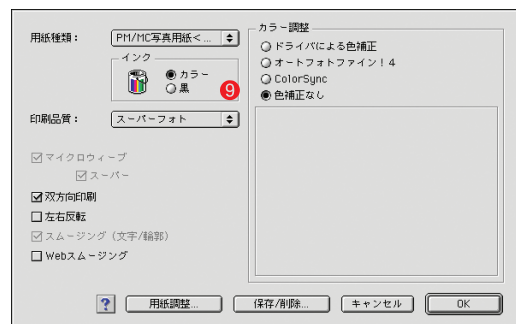 用紙種類：
PM/MC写真用紙<...
インク
カラー
黒
9
印刷品質：
スーパーフォト
マイクロウィーブ
スーパー
双方向印刷
左右反転
スムージング（文字/輪郭）
Webスムージング
カラー調整
ドライバによる色補正
オートフォトファイン！4
ColorSync
色補正なし
?
用紙調整...
保存/削除...
キャンセル
OK